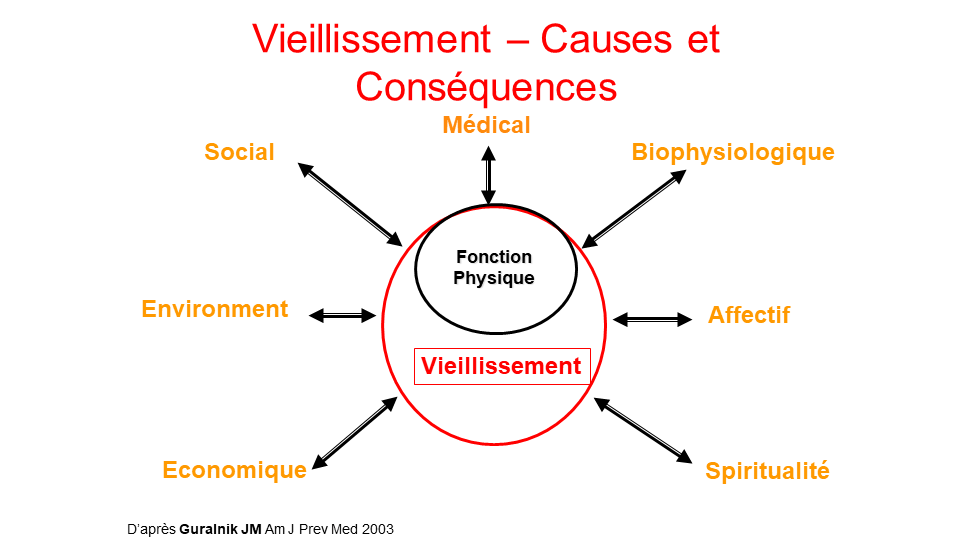 Vieillissement – Causes et
Conséquences
Médical
Social
Biophysiologique
Fonction
Physique
Environment
Affectif
Vieillissement
Economique
Spiritualité
D’après Guralnik JM Am J Prev Med 2003